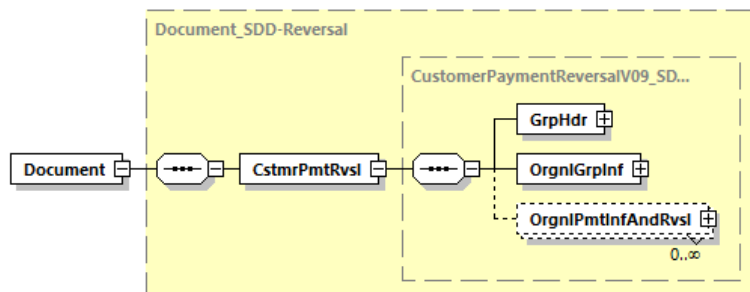 Document_SDD-Reversal
CustomerPaymentReversalV09_SD...
GrpHdr
Document
CstmrPmtRvsl
OrgnlGrpInf
OrgnlPmtInfAndRvsl
0..∞